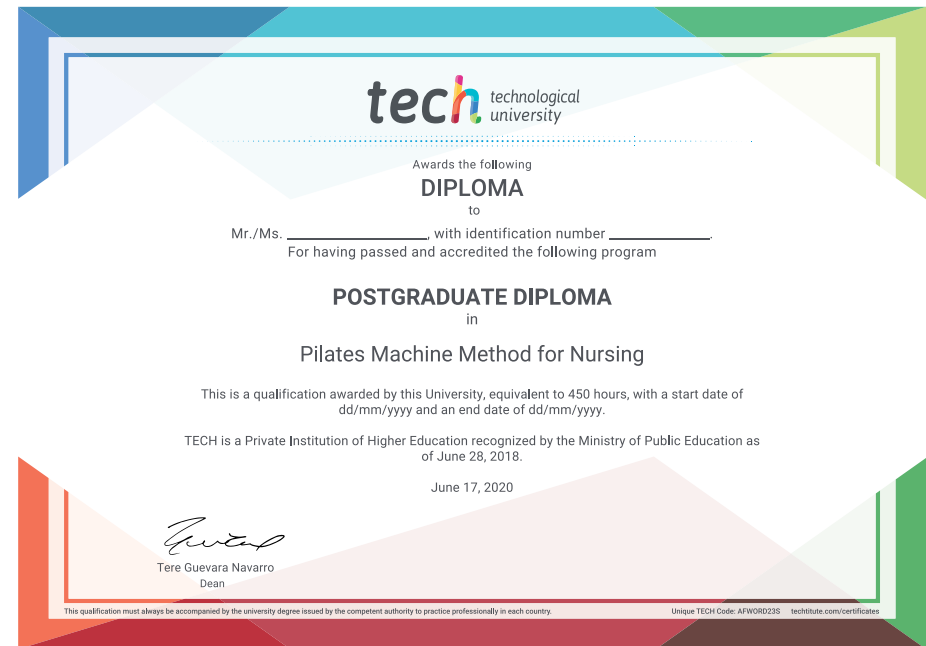 tech technological
university
Awards the following
DIPLOMA
to
Mr./Ms. ____________________, with identification number ______________.
For having passed and accredited the following program
POSTGRADUATE DIPLOMA
in
Pilates Machine Method for Nursing
This is a qualification awarded by this University, equivalent to 450 hours, with a start date of
dd/mm/yyyy and an end date of dd/mm/yyyy.
TECH is a Private Institution of Higher Education recognized by the Ministry of Public Education as
of June 28, 2018.
June 17, 2020
Tere Guevara Navarro
Dean
This qualification must always be accompanied by the university degree issued by the competent authority to practice professionally in each country.
Unique TECH Code: AFWORD23S techtitute.com/certificates